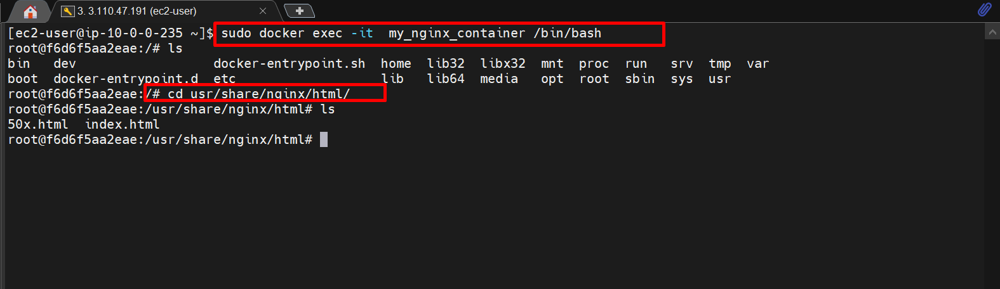 3. 3.110.47.191 (ec2-user)
[ec2-user@ip-10-0-0-235 ~]$ sudo docker exec -it  my_nginx_container /bin/bash
root@f6d6f5aa2eae:/# ls
bin   dev                  docker-entrypoint.sh  home  lib32  libx32  mnt  proc  run   srv  tmp  var
boot  docker-entrypoint.d  etc                   lib   lib64  media   opt  root  sbin  sys  usr
root@f6d6f5aa2eae:/# cd usr/share/nginx/html/
root@f6d6f5aa2eae:/usr/share/nginx/html# ls
50x.html  index.html
root@f6d6f5aa2eae:/usr/share/nginx/html#